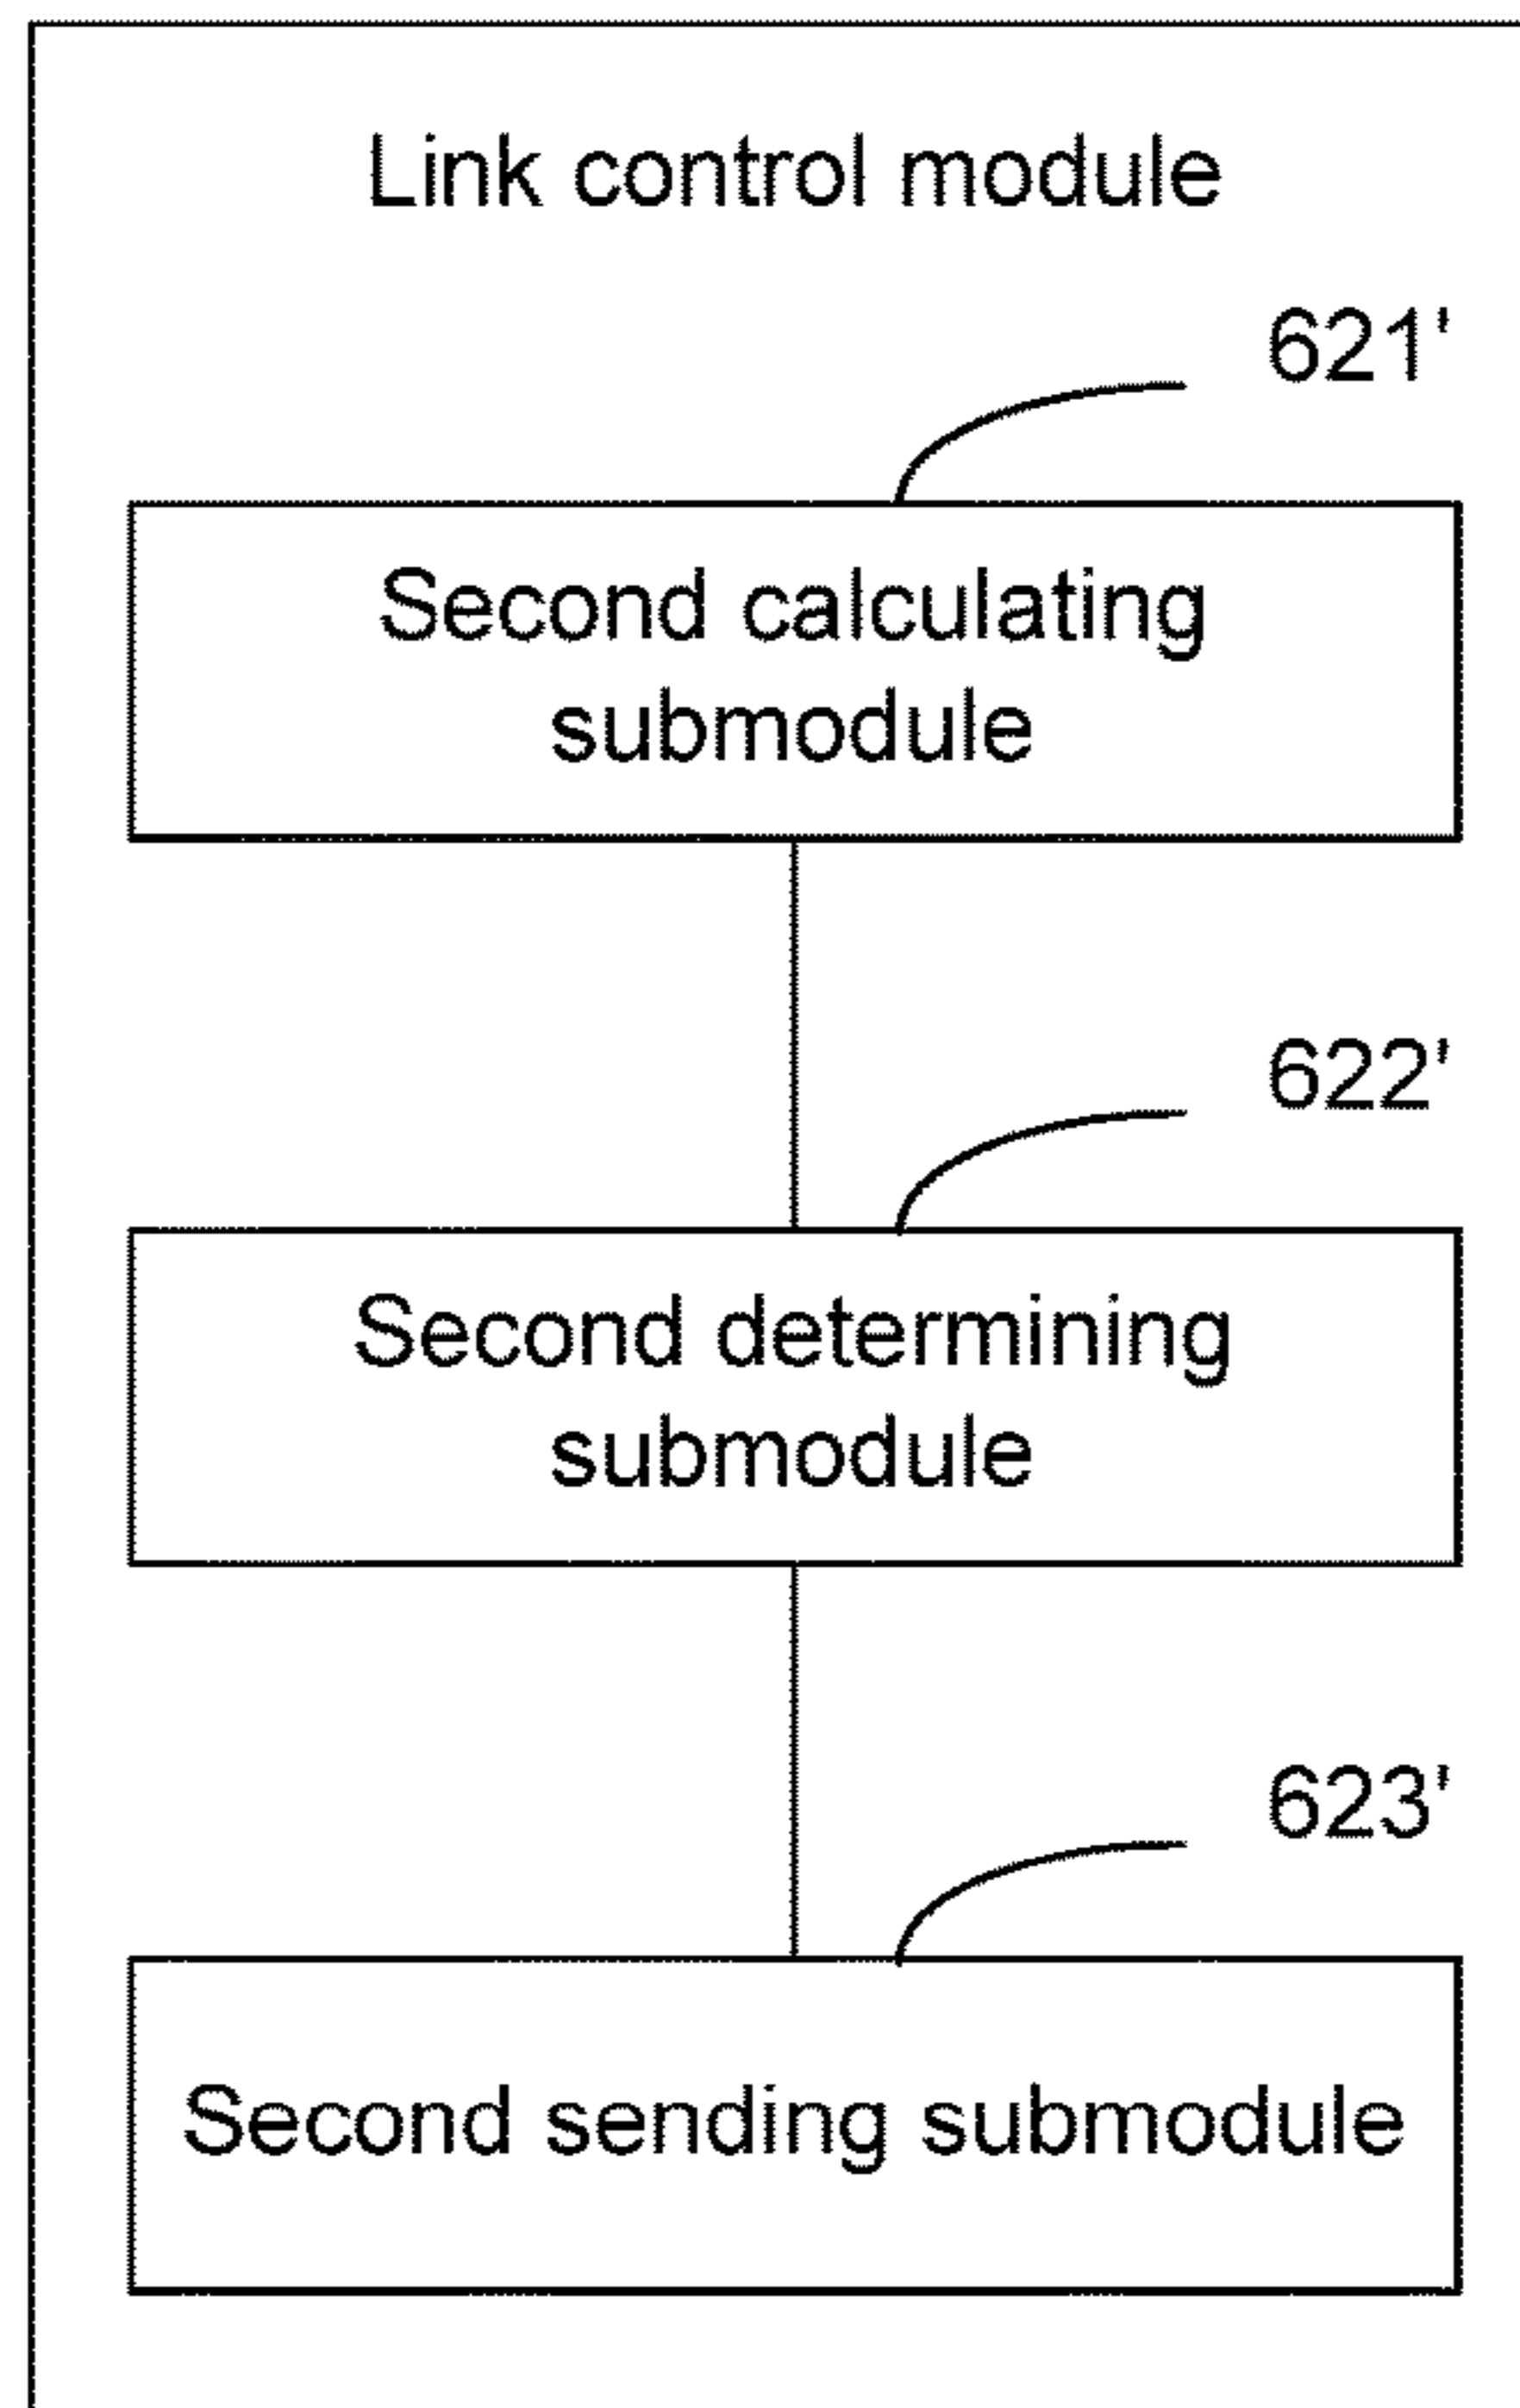 Link control module
621'
Second calculating
submodule
622'
Second determining
submodule
623'
Second sending submodule